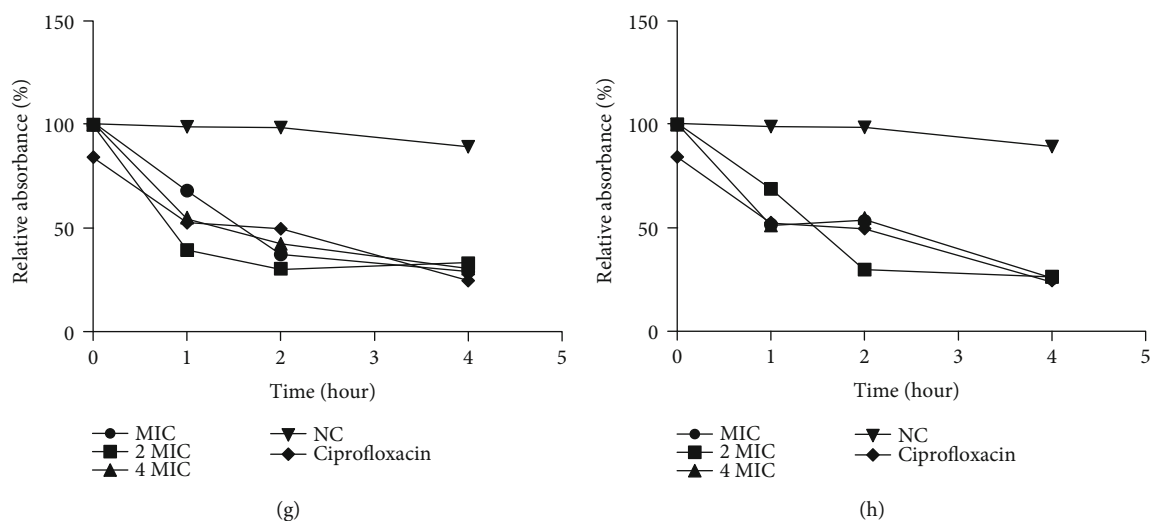 150
100
50
0
Relative absorbance (%)
0 1 2 3 4 5
Time (hour)
MIC
2 MIC
4 MIC
NC
Ciprofloxacin
(g)
150
100
50
0
Relative absorbance (%)
0 1 2 3 4 5
Time (hour)
MIC
2 MIC
4 MIC
NC
Ciprofloxacin
(h)